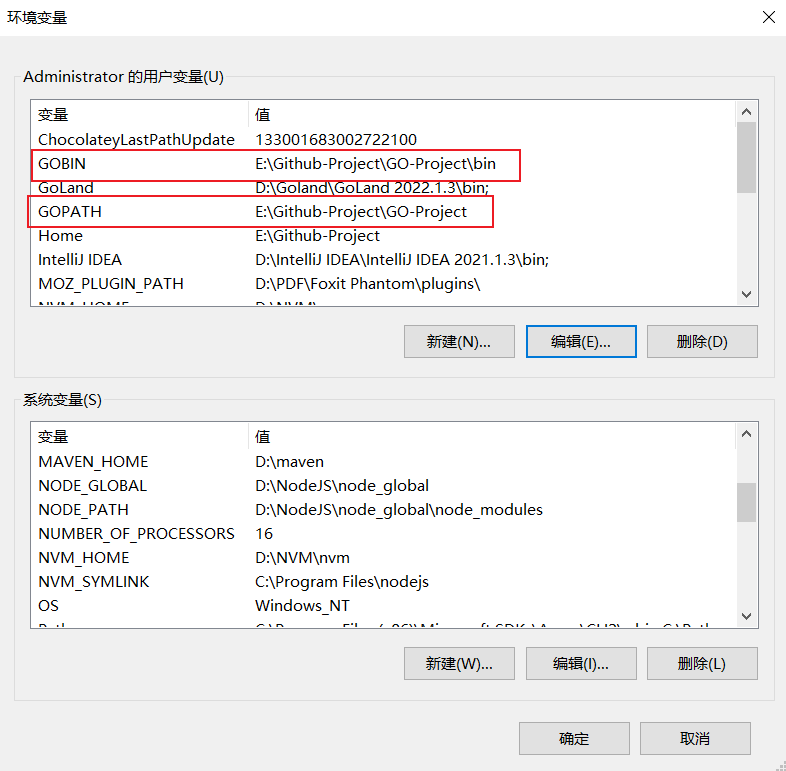 环境变量
Administrator 的用户变量(U)
变量 值
ChocolateyLastPathUpdate 133001683002722100
GOBIN E:\Github-Project\GO-Project\bin
GoLand D:\Goland\GoLand 2022.1.3\bin;
GOPATH E:\Github-Project\GO-Project
Home E:\Github-Project
IntelliJ IDEA D:\IntelliJ IDEA\IntelliJ IDEA 2021.1.3\bin;
MOZ_PLUGIN_PATH D:\PDF\Foxit Phantom\plugins\
NVM_HOME D:\NVM\
新建(N)... 编辑(E)... 删除(D)
系统变量(S)
变量 值
MAVEN_HOME D:\maven
NODE_GLOBAL D:\NodeJS\node_global
NODE_PATH D:\NodeJS\node_global\node_modules
NUMBER_OF_PROCESSORS 16
NVM_HOME D:\NVM\nvm
NVM_SYMLINK C:\Program Files\nodejs
OS Windows_NT
Path
新建(W)... 编辑(I)... 删除(L)
确定 取消